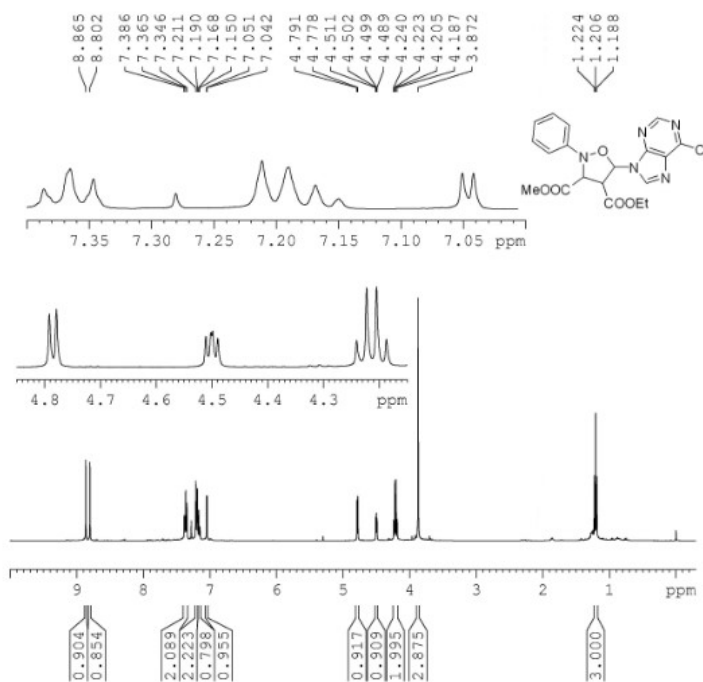 8.865 8.802 7.386 7.365 7.346 7.211 7.190 7.168 7.150 7.051 7.042 4.791 4.778 4.511 4.502 4.499 4.489 4.240 4.223 4.205 4.187 3.872 1.224 1.206 1.188
N N
N O N C
N
MeOOC
COOEt
7.35 7.30 7.25 7.20 7.15 7.10 7.05 ppm
4.8 4.7 4.6 4.5 4.4 4.3 ppm
9 8 7 6 5 4 3 2 1 ppm
0.904 0.854 2.089 2.223 0.798 0.955 0.917 0.909 1.995 2.875 3.000